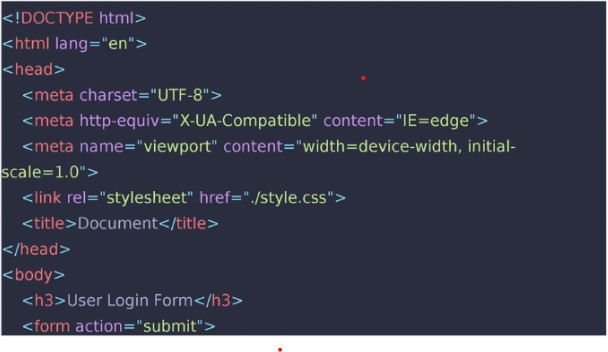 <!DOCTYPE html>
<html lang="en">
<head>
    <meta charset="UTF-8">
    <meta http-equiv="X-UA-Compatible" content="IE=edge">
    <meta name="viewport" content="width=device-width, initial-
scale=1.0">
    <link rel="stylesheet" href="./style.css">
    <title>Document</title>
</head>
<body>
    <h3>User Login Form</h3>
    <form action="submit">